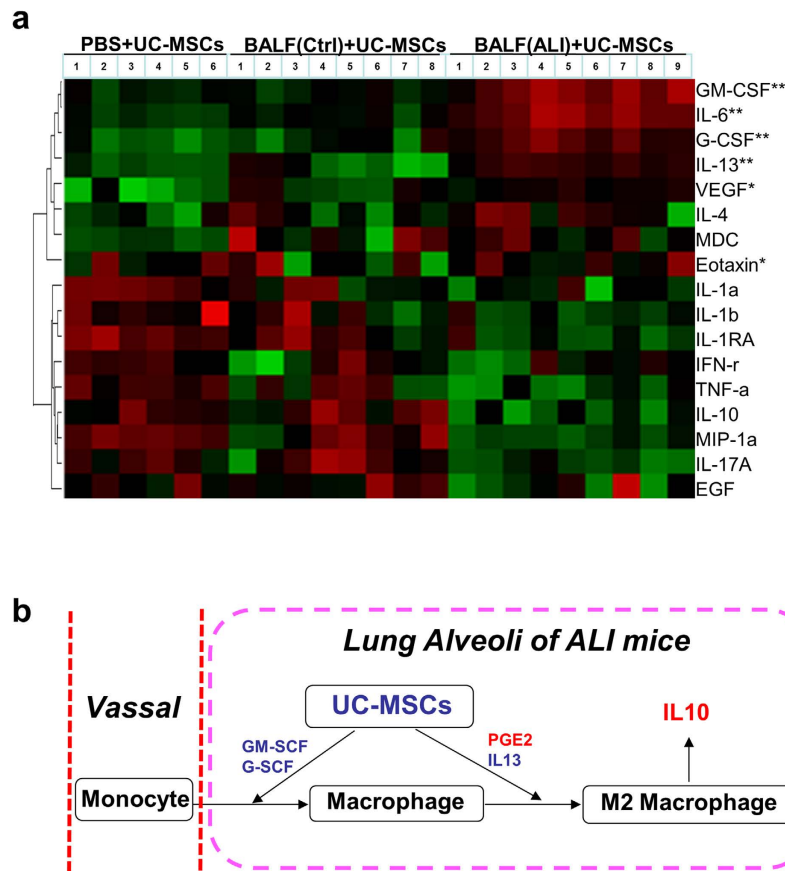 a
PBS+UC-MSCs BALF(Ctrl)+UC-MSCs BALF(ALI)+UC-MSCs
1 2 3 4 5 6 1 2 3 4 5 6 7 8 1 2 3 4 5 6 7 8 9
GM-CSF**
IL-6**
G-CSF**
IL-13**
VEGF*
IL-4
MDC
Eotaxin*
IL-1a
IL-1b
IL-1RA
IFN-r
TNF-a
IL-10
MIP-1a
IL-17A
EGF
b
Lung Alveoli of ALI mice
Vassal
UC-MSCs
IL10
GM-SCF
G-SCF
PGE2
IL13
Monocyte
Macrophage
M2 Macrophage